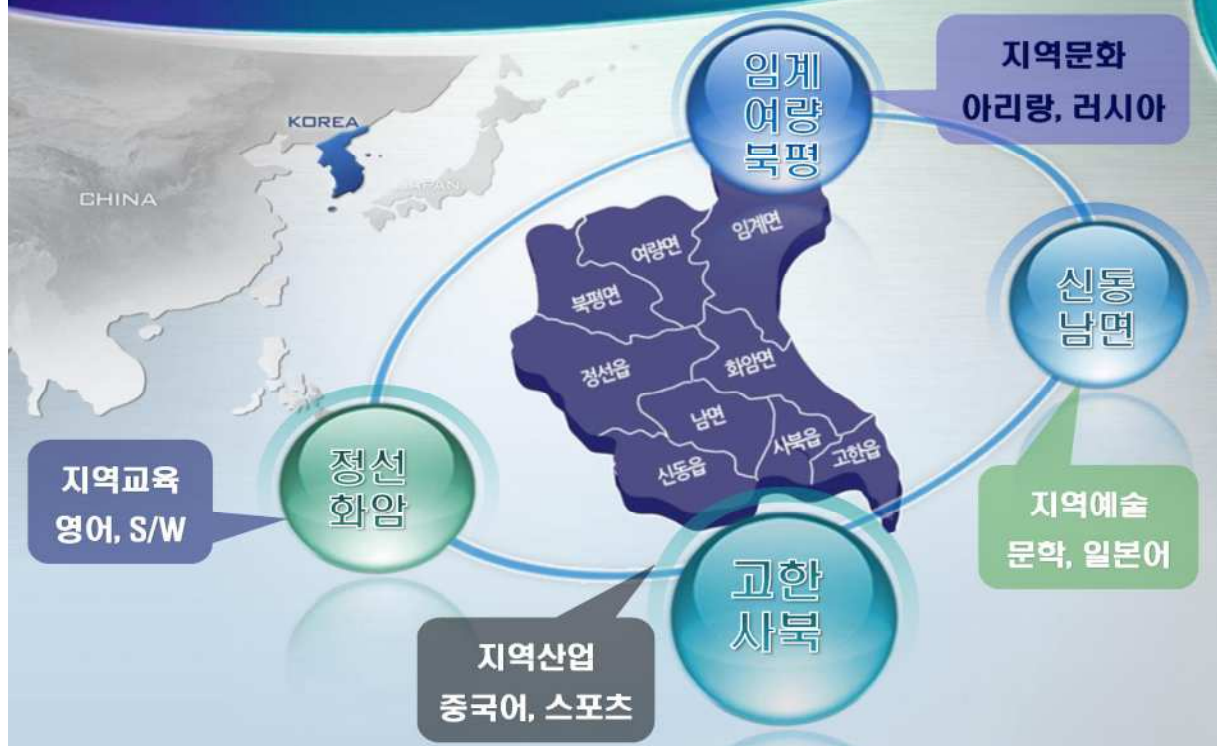 임계
여량
북평
지역문화
아리랑, 러시아
KOREA
CHINA
JAPAN
여량면
임계면
북평면
정선읍
화암면
남면
사북읍
고한읍
신동읍
신동
남면
지역교육
영어, S/W
정선
화암
지역예술
문학, 일본어
고한
사북
지역산업
중국어, 스포츠